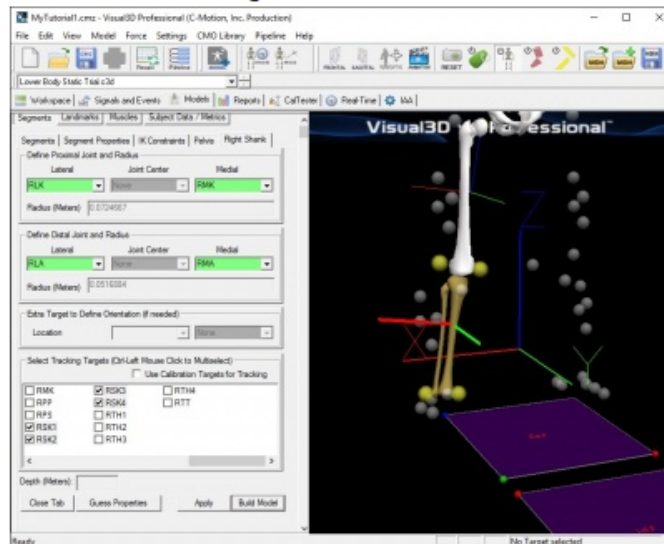 MyTutorial1.cmz - Visual3D Professional (C-Motion, Inc. Production)
File Edit View Model Force Settings CMO Library Pipeline Help
Lower Body Static Trial.c3d
Workspace Signals and Events Models Reports CalTester Real-Time IAA
Segments Landmarks Muscles Subject Data / Metrics
Segments Segment Properties IK Constraints Pelvis Right Shank
Define Proximal Joint and Radius
Lateral Joint Center Medial
RLK None RMK
Radius (Meters) 0.0724667
Define Distal Joint and Radius
Lateral Joint Center Medial
RLA None RMA
Radius (Meters)
Extra Target to Define Orientation (if needed)
Location None
Select Tracking Targets (Ctrl-Left Mouse Click to Multiselect)
Use Calibration Targets for Tracking
RMK RSK3 RTH4
RPP RSK4 RTT
RPS RTH1
RSK1 RTH2
RSK2 RTH3
Depth (Meters)
Close Tab Guess Properties Apply Build Model
Ready No Target selected
Visual3D
Z
X
Y